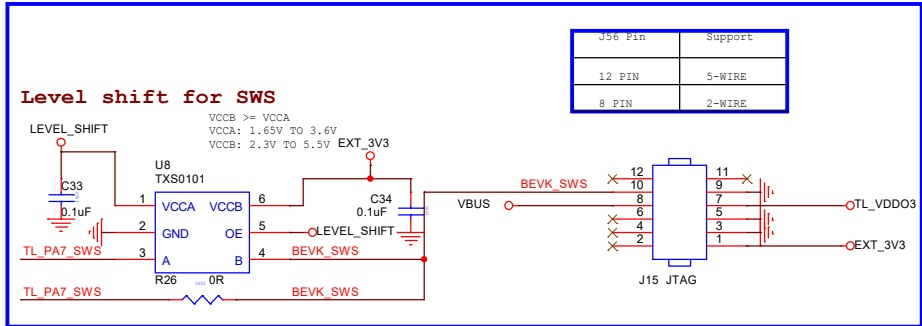 J56 Pin Support
12 PIN 5-WIRE
8 PIN 2-WIRE
Level shift for SWS
VCCB >= VCCA
VCCA: 1.65V TO 3.6V
VCCB: 2.3V TO 5.5V
LEVEL_SHIFT
EXT_3V3
U8
TXS0101
C33
0.1uF
1 VCCA VCCB 6
2 GND OE 5
3 A B 4
LEVEL_SHIFT
C34
0.1uF
TL_PA7_SWS
BEVK_SWS
R26 0R
TL_PA7_SWS
BEVK_SWS
BEVK_SWS
VBUS
12 11
10 9
8 7
6 5
4 3
2 1
TL_VDDO3
EXT_3V3
J15 JTAG